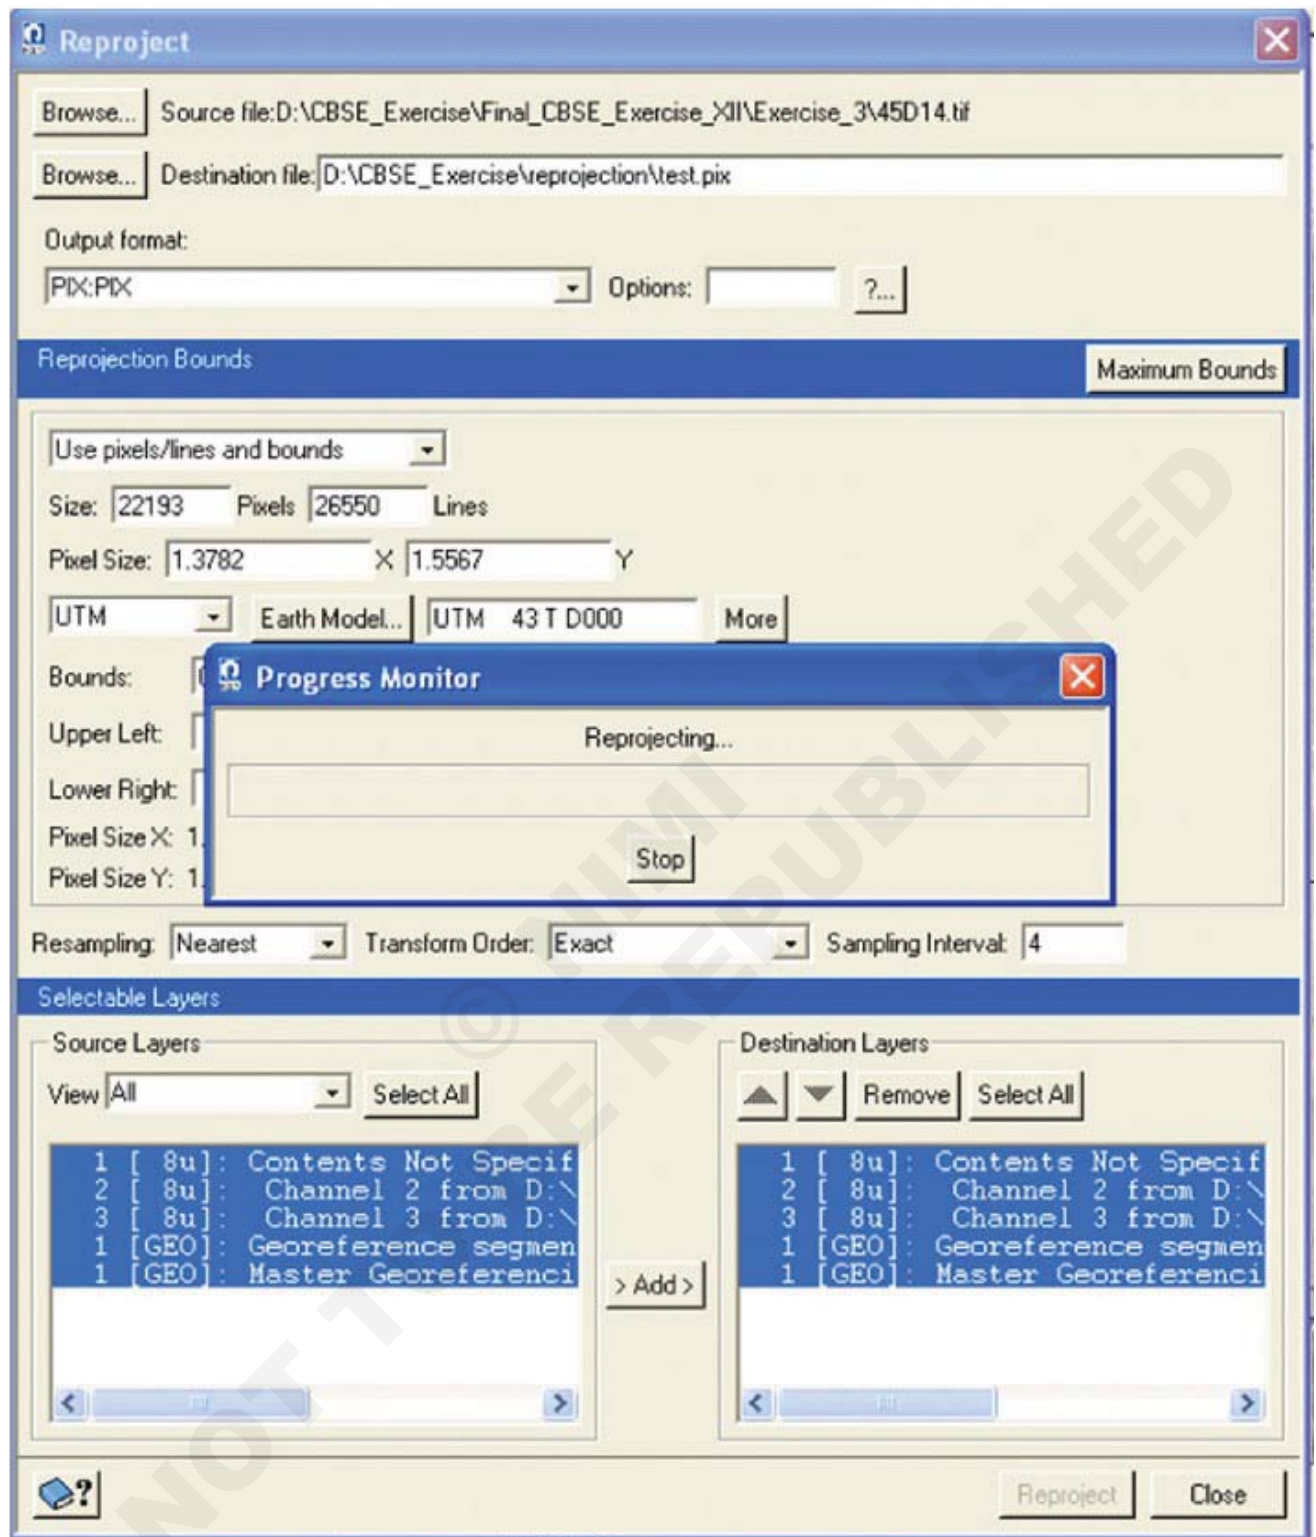 Reproject
Browse... Source file:D:\CBSE_Exercise\Final_CBSE_Exercise_XII\Exercise_3\45D14.tif
Browse... Destination file: D:\CBSE_Exercise\reprojection\test.pix
Output format:
PIX:PIX Options: ?...
Reprojection Bounds Maximum Bounds
Use pixels/lines and bounds
Size: 22193 Pixels 26550 Lines
Pixel Size: 1.3782 X 1.5567 Y
UTM Earth Model... UTM 43 T D000 More
Bounds:
Progress Monitor
Upper Left:
Reprojecting...
Lower Right:
Pixel Size X: 1.
Stop
Pixel Size Y: 1.
Resampling: Nearest Transform Order: Exact Sampling Interval: 4
Selectable Layers
Source Layers
View All Select All
1 [ 8u]: Contents Not Specif
2 [ 8u]: Channel 2 from D:\
3 [ 8u]: Channel 3 from D:\
1 [GEO]: Georeference segmen
1 [GEO]: Master Georeferenci
> Add >
Destination Layers
Remove Select All
1 [ 8u]: Contents Not Specif
2 [ 8u]: Channel 2 from D:\
3 [ 8u]: Channel 3 from D:\
1 [GEO]: Georeference segmen
1 [GEO]: Master Georeferenci
? Reproject Close
© NIMI
NOT TO BE REPUBLISHED